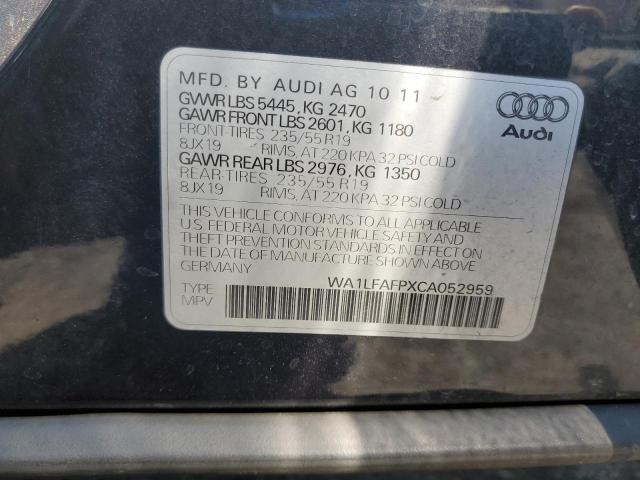 MFD. BY AUDI AG 10 11
GVWR LBS 5445, KG 2470
GAWR FRONT LBS 2601, KG 1180
FRONT-TIRES 235/55 R19
8JX19 RIMS, AT 220 KPA 32 PSI COLD
GAWR REAR LBS 2976, KG 1350
REAR-TIRES 235/55 R19
8JX19 RIMS, AT 220 KPA 32 PSI COLD
THIS VEHICLE CONFORMS TO ALL APPLICABLE
U.S. FEDERAL MOTOR VEHICLE SAFETY AND
THEFT PREVENTION STANDARDS IN EFFECT ON
THE DATE OF MANUFACTURE SHOWN ABOVE
GERMANY
WA1LFAFPXCA052959
TYPE
MPV
Audi